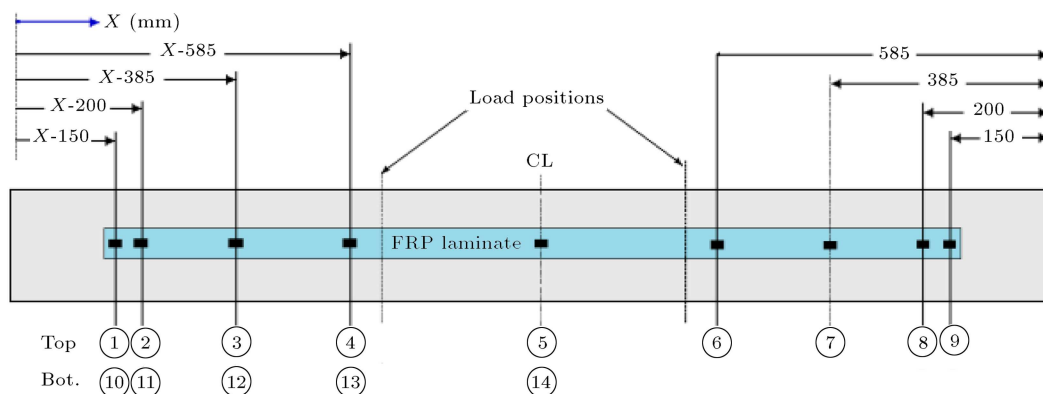 X (mm)
X-585
585
X-385
385
Load positions
X-200
200
X-150
150
CL
FRP laminate
Top 1 2 3 4 5 6 7 8 9
Bot. 10 11 12 13 14